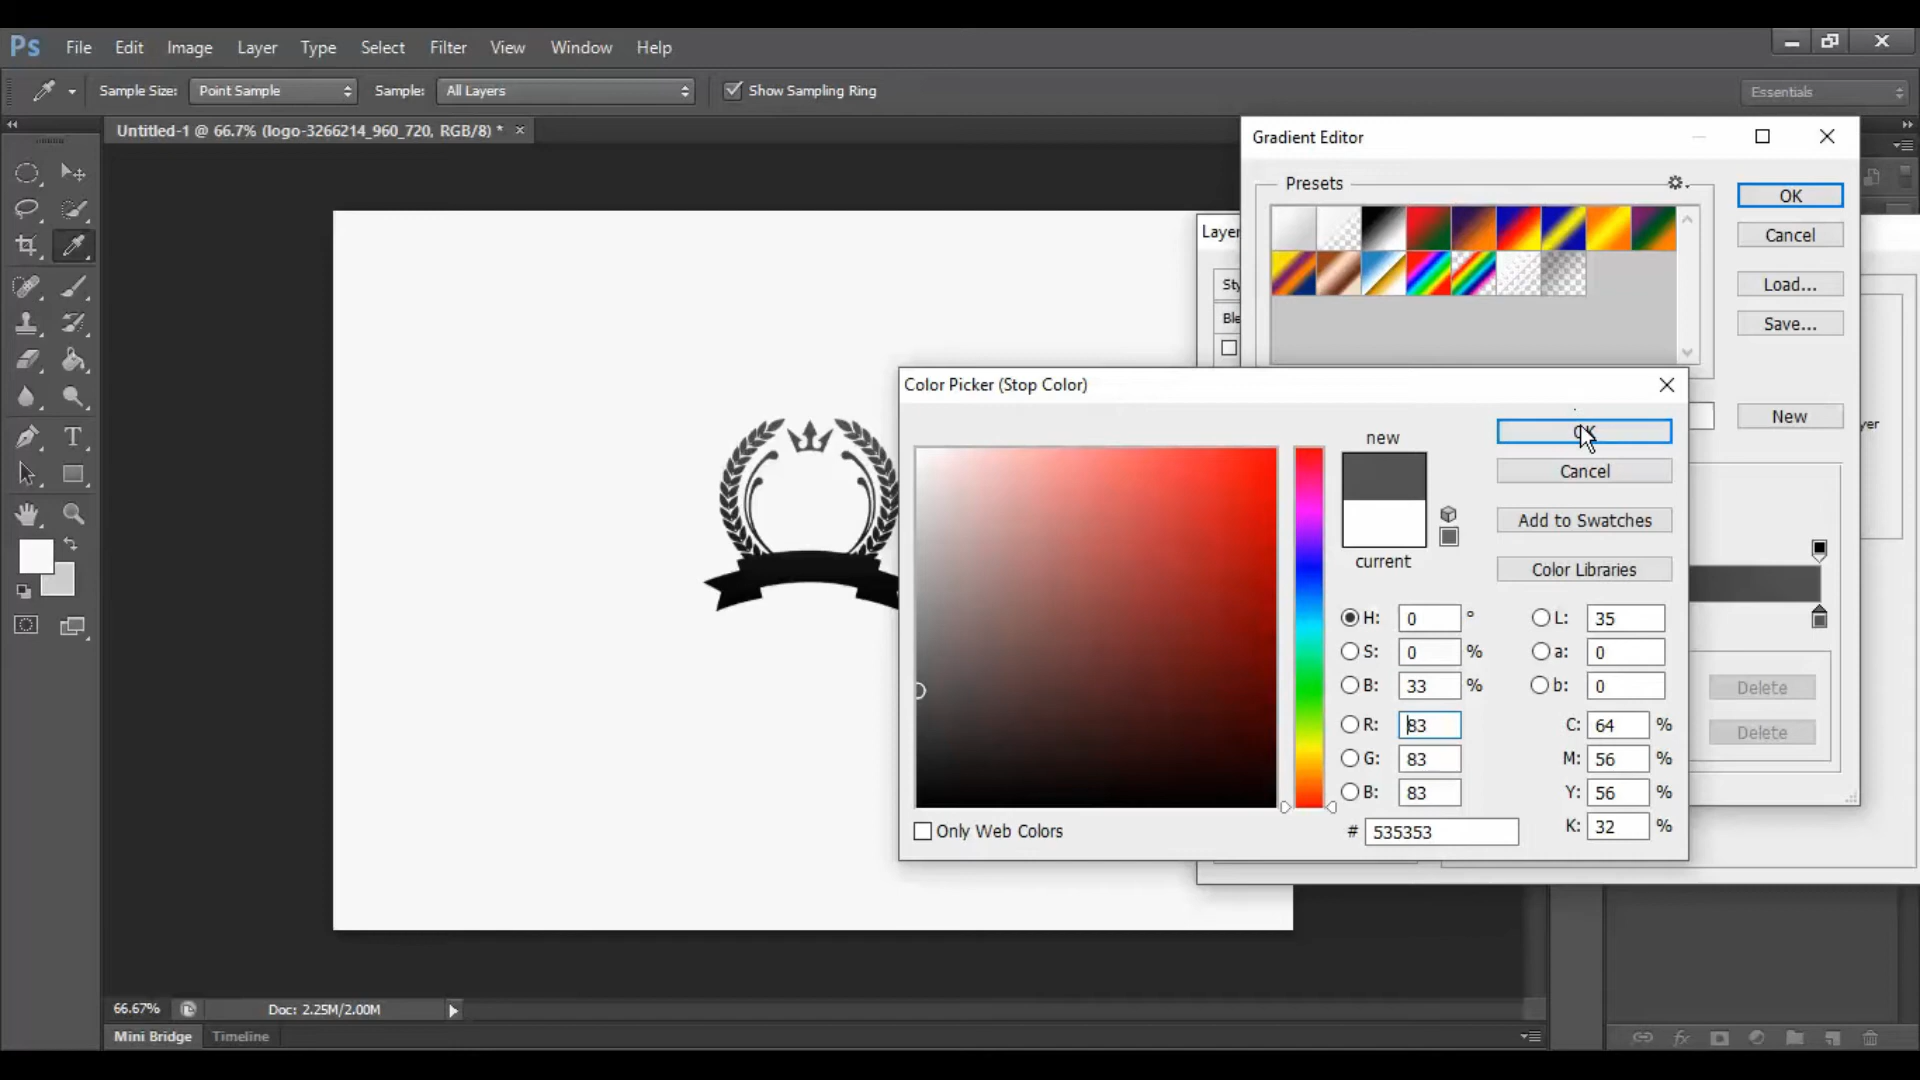 Ps File Edit Image Layer Type Select Filter View Window Help
Sample Size: Point Sample Sample: All Layers Show Sampling Ring Essentials
Untitled-1 @ 66.7% (logo-3266214_960_720, RGB/8) * ×
Gradient Editor
Presets
OK
Cancel
Load...
Save...
New
Delete
Delete
Color Picker (Stop Color)
new
current
OK
Cancel
Add to Swatches
Color Libraries
H: 0 °
S: 0 %
B: 33 %
R: 83
G: 83
B: 83
# 535353
L: 35
a: 0
b: 0
C: 64 %
M: 56 %
Y: 56 %
K: 32 %
Only Web Colors
66.67% Doc: 2.25M/2.00M
Mini Bridge Timeline
T
fx